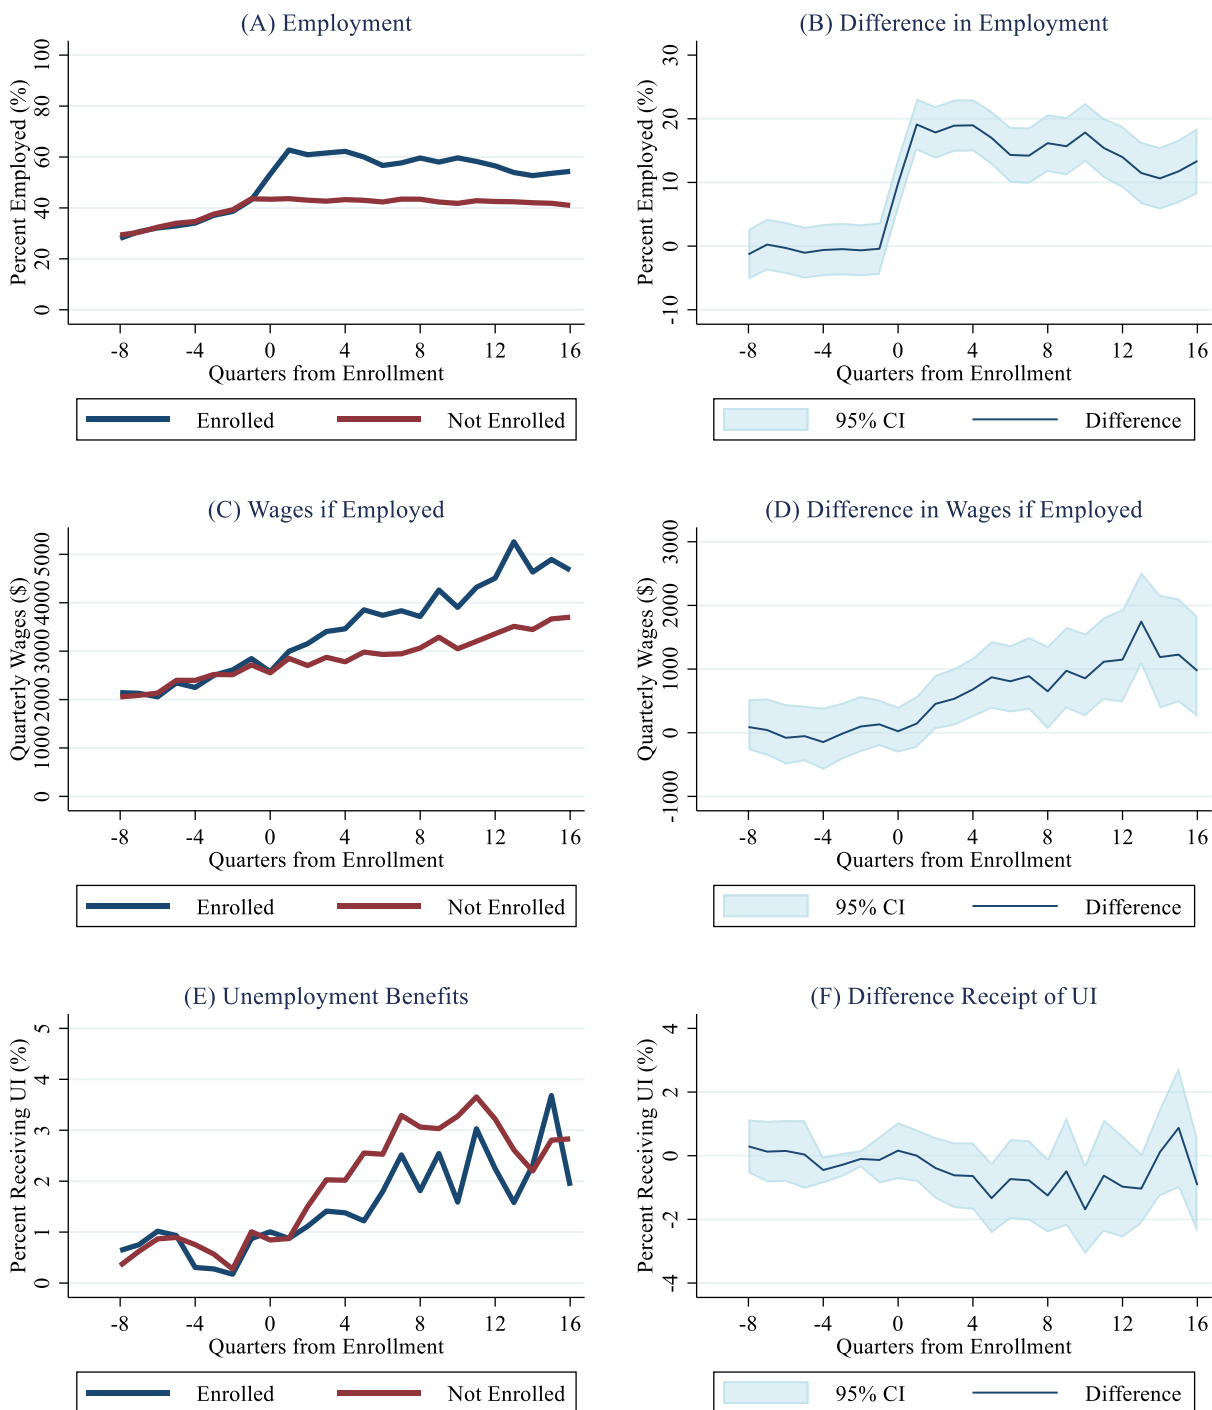 (A) Employment
Percent Employed (%)
100
80
60
40
20
0
-8 -4 0 4 8 12 16
Quarters from Enrollment
Enrolled Not Enrolled
(B) Difference in Employment
Percent Employed (%)
30
20
10
0
-10
-8 -4 0 4 8 12 16
Quarters from Enrollment
95% CI Difference
(C) Wages if Employed
Quarterly Wages ($)
5000
4000
3000
2000
1000
0
-8 -4 0 4 8 12 16
Quarters from Enrollment
Enrolled Not Enrolled
(D) Difference in Wages if Employed
Quarterly Wages ($)
3000
2000
1000
0
-1000
-8 -4 0 4 8 12 16
Quarters from Enrollment
95% CI Difference
(E) Unemployment Benefits
Percent Receiving UI (%)
5
4
3
2
1
0
-8 -4 0 4 8 12 16
Quarters from Enrollment
Enrolled Not Enrolled
(F) Difference Receipt of UI
Percent Receiving UI (%)
4
2
0
-2
-4
-8 -4 0 4 8 12 16
Quarters from Enrollment
95% CI Difference